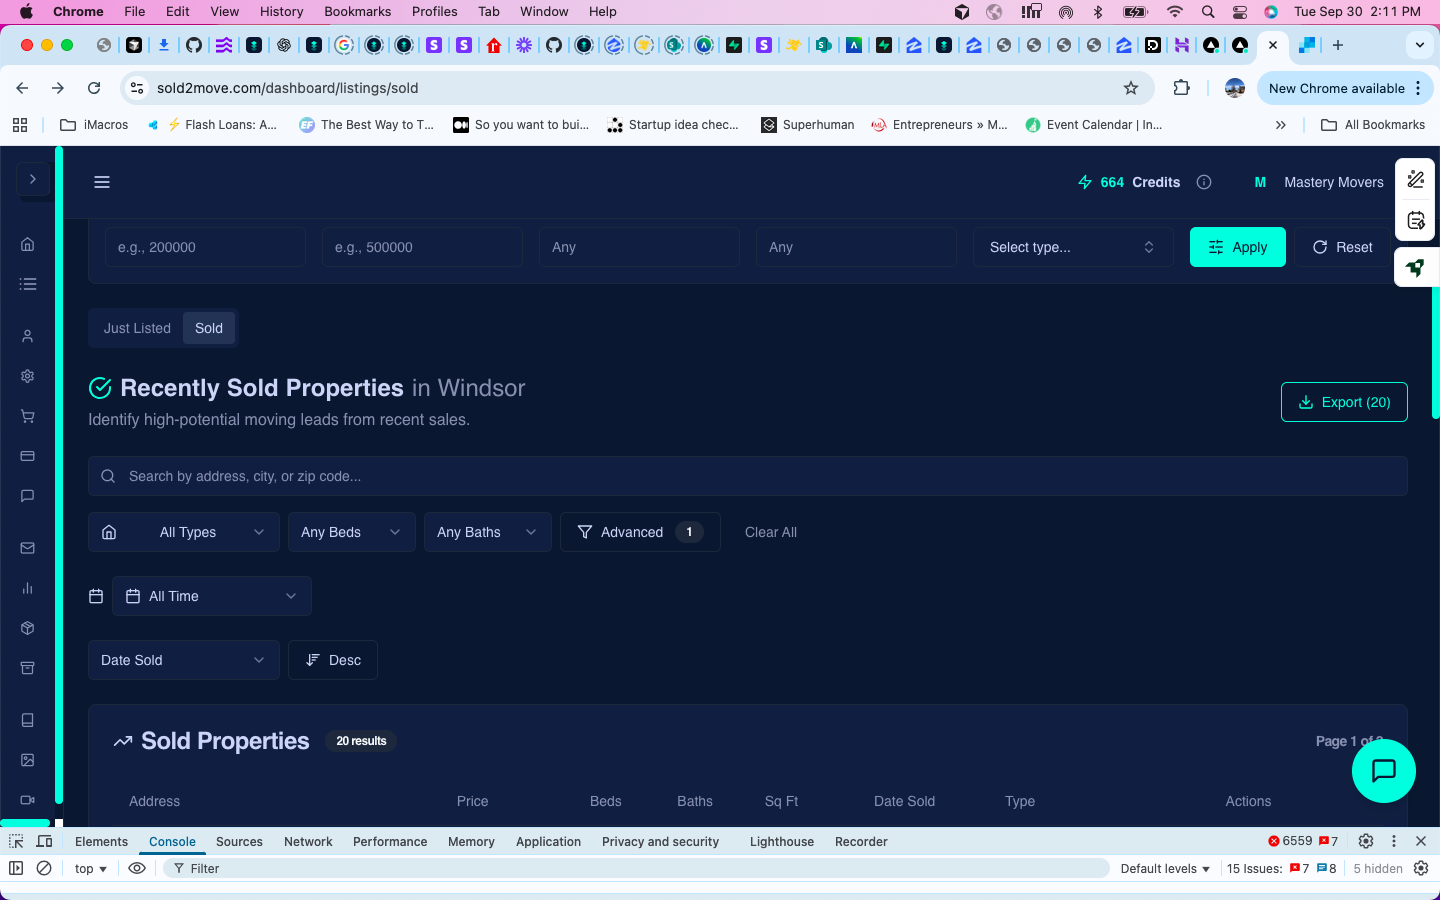 Chrome File Edit View History Bookmarks Profiles Tab Window Help Tue Sep 30 2:11 PM
sold2move.com/dashboard/listings/sold New Chrome available
iMacros ⚡ Flash Loans: A... The Best Way to T... So you want to bui... Startup idea chec... Superhuman Entrepreneurs » M... Event Calendar | In... » All Bookmarks
664 Credits M Mastery Movers
e.g., 200000 e.g., 500000 Any Any Select type... Apply Reset
Just Listed Sold
Recently Sold Properties in Windsor
Identify high-potential moving leads from recent sales.
Export (20)
Search by address, city, or zip code...
All Types Any Beds Any Baths Advanced 1 Clear All
All Time
Date Sold Desc
Sold Properties 20 results Page 1 of
Address Price Beds Baths Sq Ft Date Sold Type Actions
Elements Console Sources Network Performance Memory Application Privacy and security Lighthouse Recorder 6559 7
top Filter Default levels 15 Issues: 7 8 5 hidden